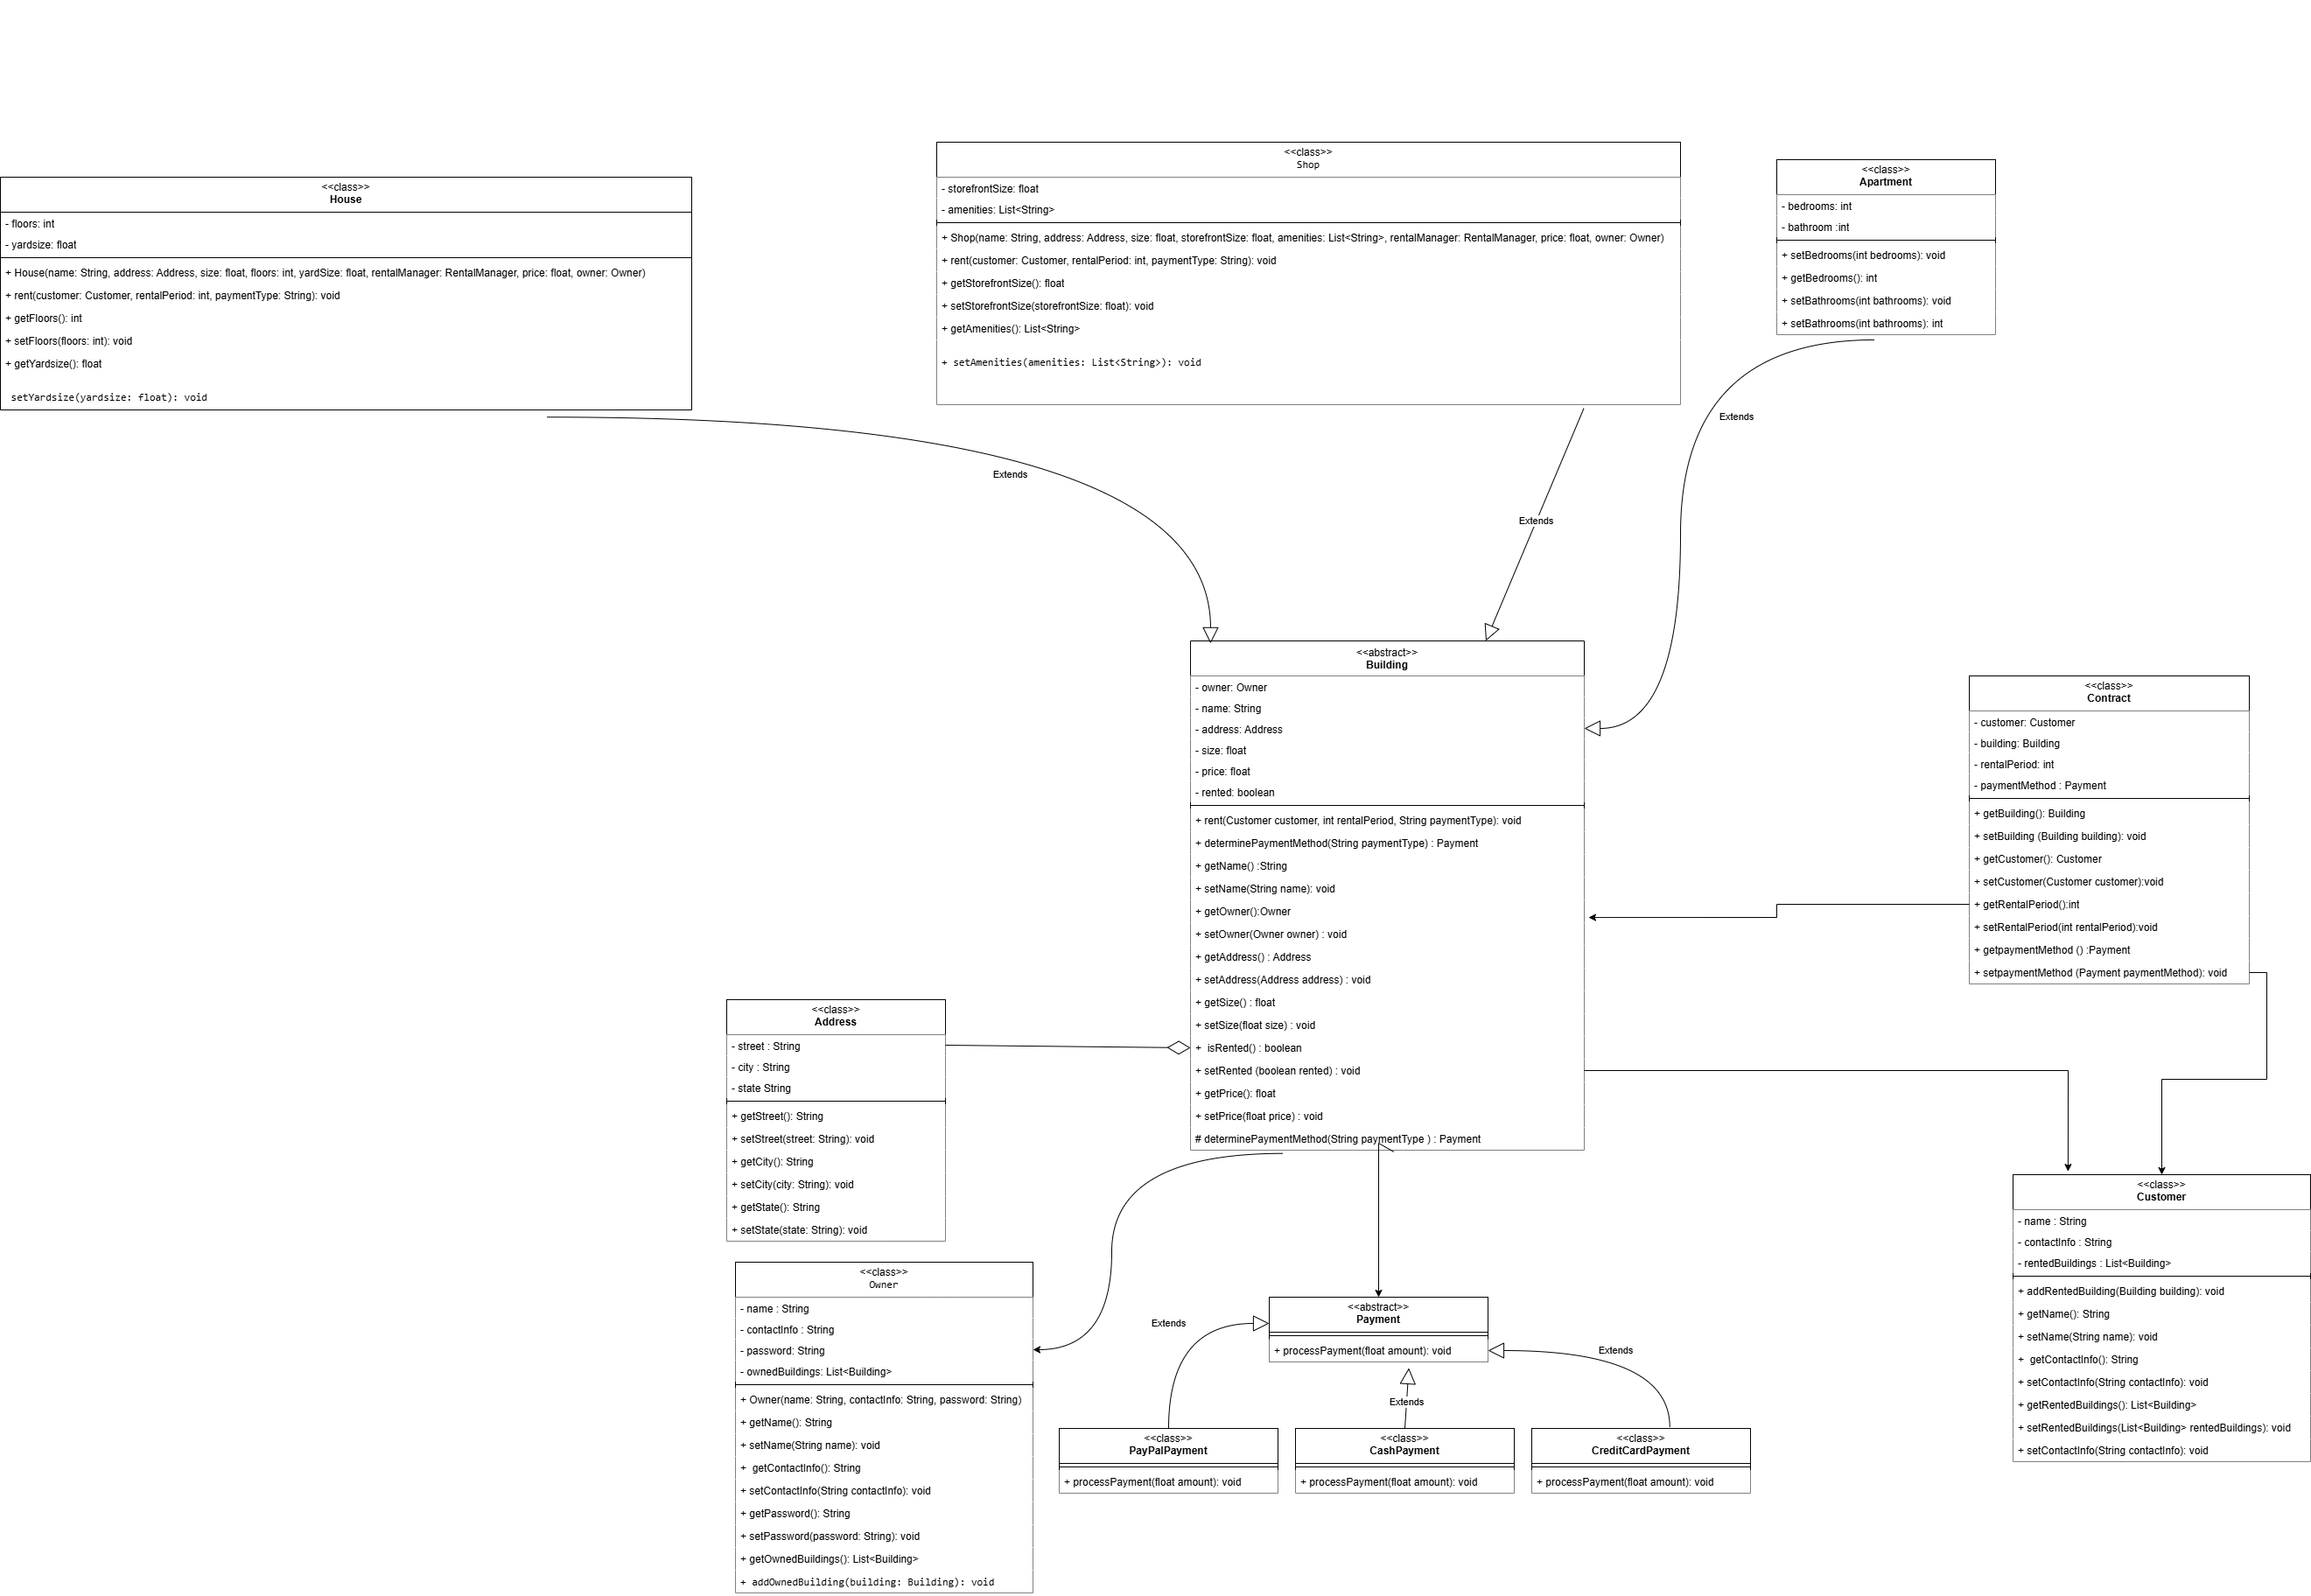 <<class>>
House
- floors: int
- yardsize: float
+ House(name: String, address: Address, size: float, floors: int, yardSize: float, rentalManager: RentalManager, price: float, owner: Owner)
+ rent(customer: Customer, rentalPeriod: int, paymentType: String): void
+ getFloors(): int
+ setFloors(floors: int): void
+ getYardsize(): float
setYardsize(yardsize: float): void
<<class>>
Shop
- storefrontSize: float
- amenities: List<String>
+ Shop(name: String, address: Address, size: float, storefrontSize: float, amenities: List<String>, rentalManager: RentalManager, price: float, owner: Owner)
+ rent(customer: Customer, rentalPeriod: int, paymentType: String): void
+ getStorefrontSize(): float
+ setStorefrontSize(storefrontSize: float): void
+ getAmenities(): List<String>
+ setAmenities(amenities: List<String>): void
<<class>>
Apartment
- bedrooms: int
- bathroom :int
+ setBedrooms(int bedrooms): void
+ getBedrooms(): int
+ setBathrooms(int bathrooms): void
+ setBathrooms(int bathrooms): int
Extends
Extends
Extends
<<abstract>>
Building
- owner: Owner
- name: String
- address: Address
- size: float
- price: float
- rented: boolean
+ rent(Customer customer, int rentalPeriod, String paymentType): void
+ determinePaymentMethod(String paymentType) : Payment
+ getName() :String
+ setName(String name): void
+ getOwner():Owner
+ setOwner(Owner owner) : void
+ getAddress() : Address
+ setAddress(Address address) : void
+ getSize() : float
+ setSize(float size) : void
+ isRented() : boolean
+ setRented (boolean rented) : void
+ getPrice(): float
+ setPrice(float price) : void
# determinePaymentMethod(String paymentType ) : Payment
<<class>>
Contract
- customer: Customer
- building: Building
- rentalPeriod: int
- paymentMethod : Payment
+ getBuilding(): Building
+ setBuilding (Building building): void
+ getCustomer(): Customer
+ setCustomer(Customer customer):void
+ getRentalPeriod():int
+ setRentalPeriod(int rentalPeriod):void
+ getpaymentMethod () :Payment
+ setpaymentMethod (Payment paymentMethod): void
<<class>>
Address
- street : String
- city : String
- state String
+ getStreet(): String
+ setStreet(street: String): void
+ getCity(): String
+ setCity(city: String): void
+ getState(): String
+ setState(state: String): void
<<class>>
Customer
- name : String
- contactInfo : String
- rentedBuildings : List<Building>
+ addRentedBuilding(Building building): void
+ getName(): String
+ setName(String name): void
+ getContactInfo(): String
+ setContactInfo(String contactInfo): void
+ getRentedBuildings(): List<Building>
+ setRentedBuildings(List<Building> rentedBuildings): void
+ setContactInfo(String contactInfo): void
<<class>>
Owner
- name : String
- contactInfo : String
- password: String
- ownedBuildings: List<Building>
+ Owner(name: String, contactInfo: String, password: String)
+ getName(): String
+ setName(String name): void
+ getContactInfo(): String
+ setContactInfo(String contactInfo): void
+ getPassword(): String
+ setPassword(password: String): void
+ getOwnedBuildings(): List<Building>
+ addOwnedBuilding(building: Building): void
<<abstract>>
Payment
+ processPayment(float amount): void
Extends
Extends
Extends
<<class>>
PayPalPayment
+ processPayment(float amount): void
<<class>>
CashPayment
+ processPayment(float amount): void
<<class>>
CreditCardPayment
+ processPayment(float amount): void